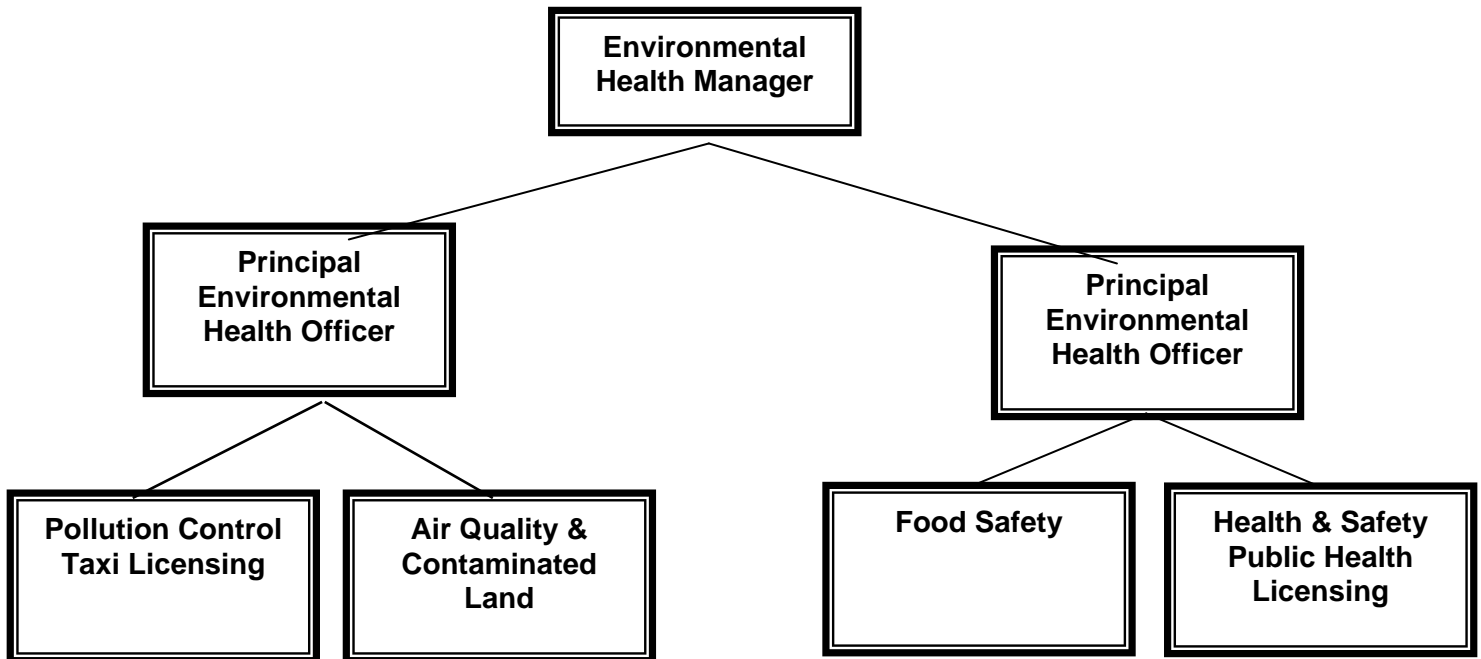 Environmental
Health Manager
Principal
Environmental
Health Officer
Principal
Environmental
Health Officer
Pollution Control
Taxi Licensing
Air Quality &
Contaminated
Land
Food Safety
Health & Safety
Public Health
Licensing